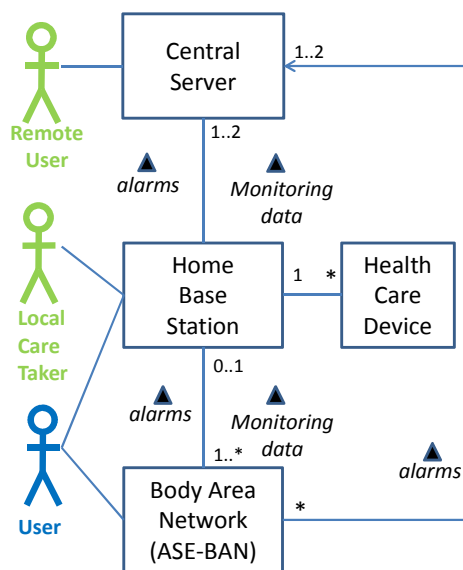 Central
Server
1..2
Remote
User
1..2
alarms
Monitoring
data
Home
Base
Station
1
*
Health
Care
Device
Local
Care
Taker
0..1
alarms
Monitoring
data
1..*
alarms
User
Body Area
Network
(ASE-BAN)
*